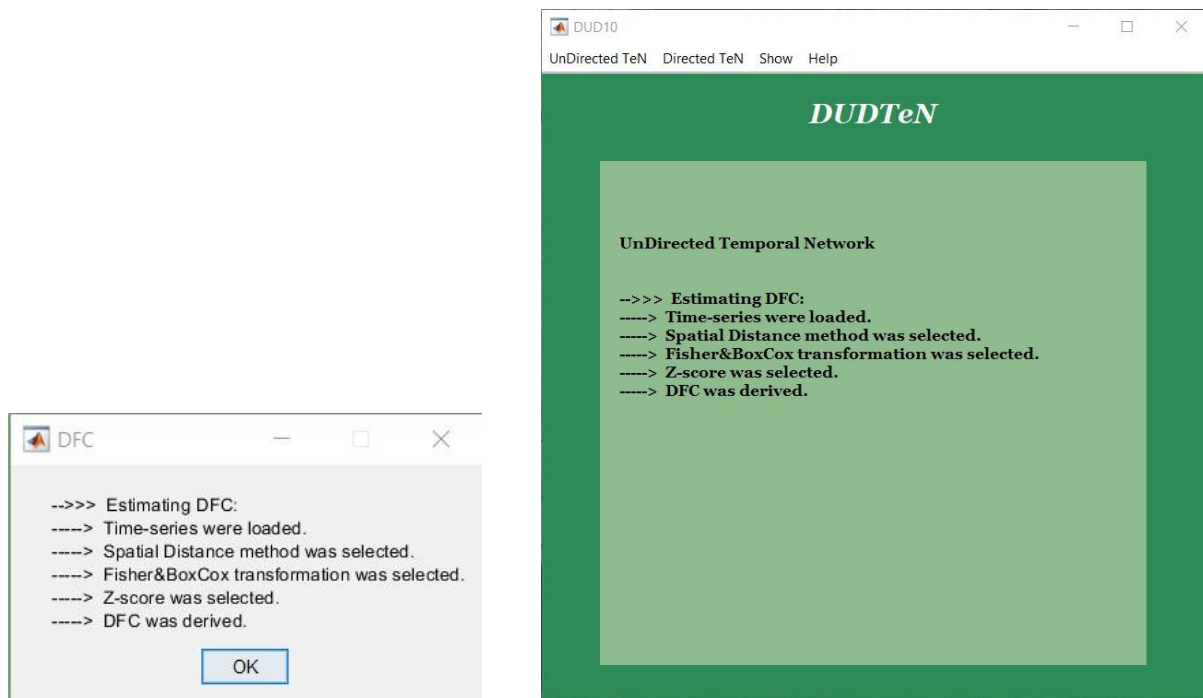 DFC
-->>> Estimating DFC:
-----> Time-series were loaded.
-----> Spatial Distance method was selected.
-----> Fisher&BoxCox transformation was selected.
-----> Z-score was selected.
-----> DFC was derived.
OK
DUD10
UnDirected TeN Directed TeN Show Help
DUDTeN
UnDirected Temporal Network
-->>> Estimating DFC:
-----> Time-series were loaded.
-----> Spatial Distance method was selected.
-----> Fisher&BoxCox transformation was selected.
-----> Z-score was selected.
-----> DFC was derived.